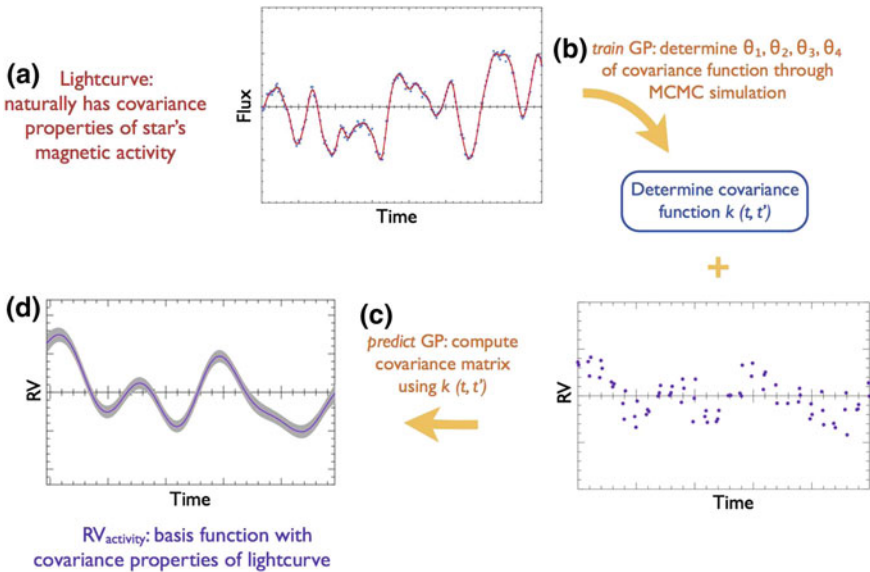 (a)
Lightcurve:
naturally has covariance
properties of star's
magnetic activity
Flux
Time
(b)
train GP: determine θ1, θ2, θ3, θ4
of covariance function through
MCMC simulation
Determine covariance
function k (t, t')
+
RV
Time
(c)
predict GP: compute
covariance matrix
using k (t, t')
(d)
RV
Time
RVactivity: basis function with
covariance properties of lightcurve